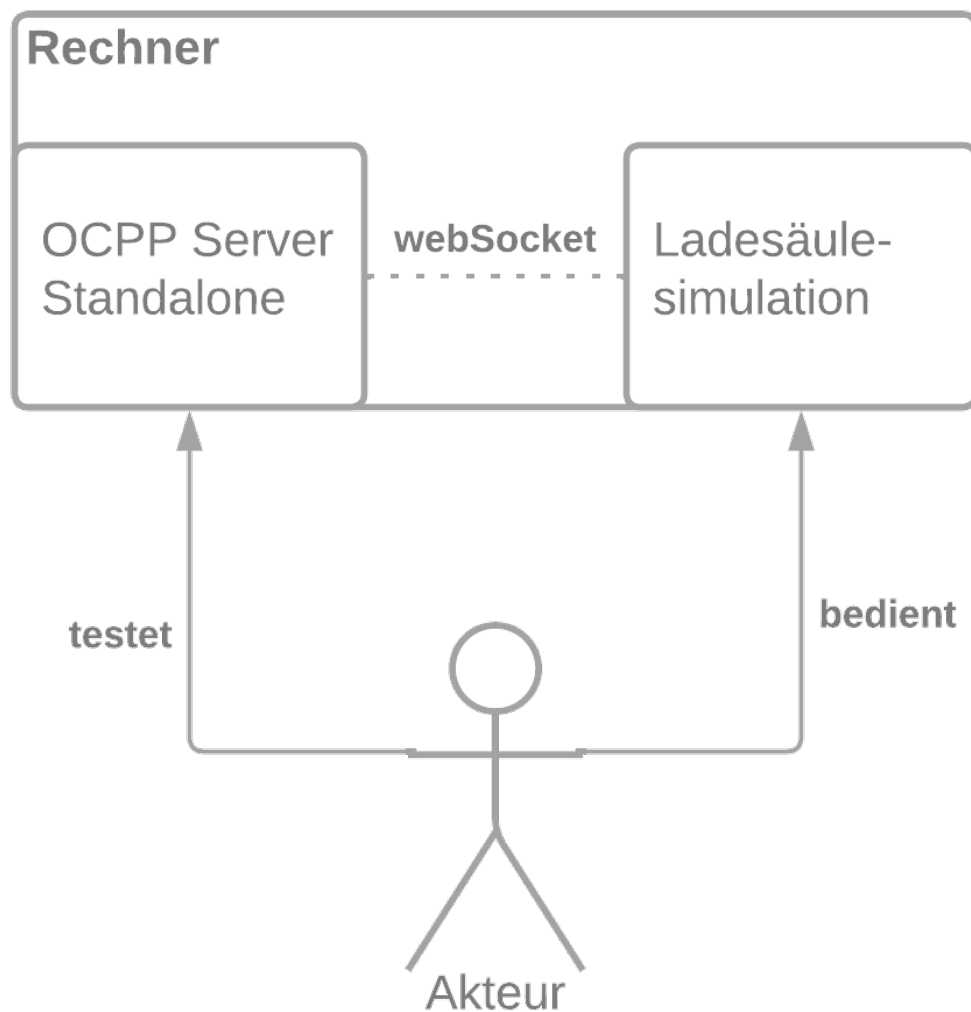 Rechner
OCPP Server
Standalone
webSocket
Ladesäule-
simulation
testet
bedient
Akteur